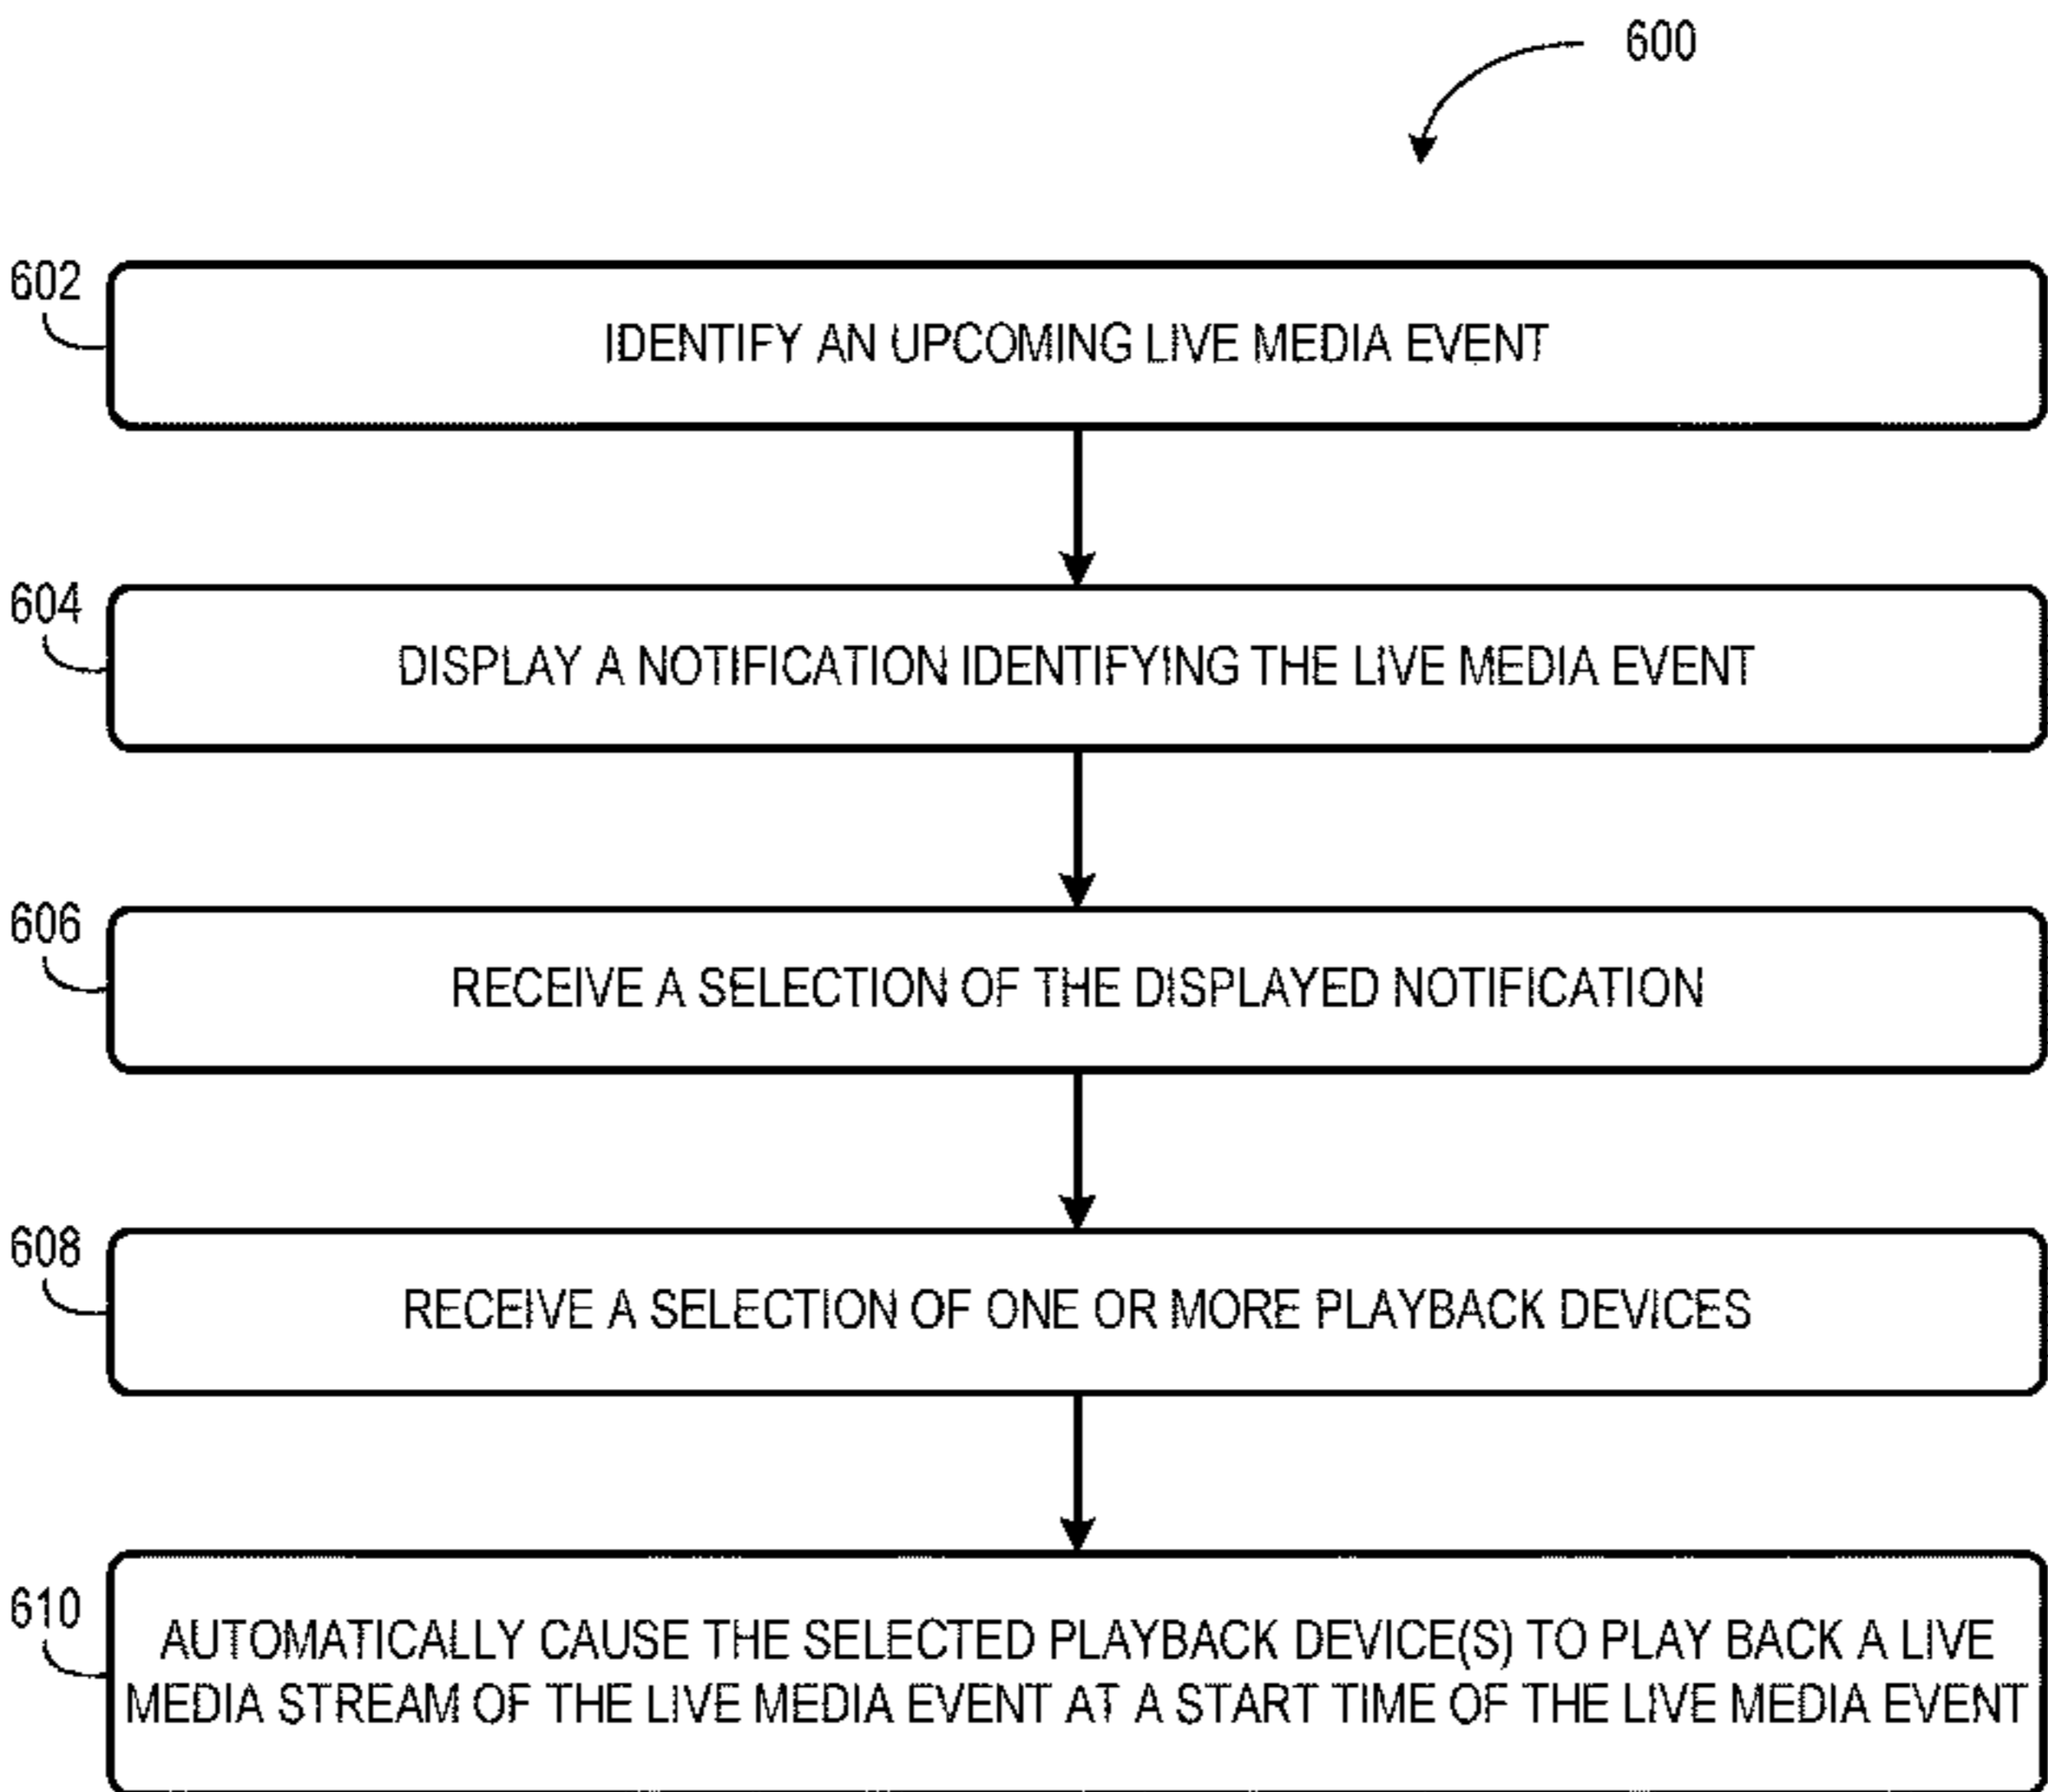 600
602
IDENTIFY AN UPCOMING LIVE MEDIA EVENT
604
DISPLAY A NOTIFICATION IDENTIFYING THE LIVE MEDIA EVENT
606
RECEIVE A SELECTION OF THE DISPLAYED NOTIFICATION
608
RECEIVE A SELECTION OF ONE OR MORE PLAYBACK DEVICES
610
AUTOMATICALLY CAUSE THE SELECTED PLAYBACK DEVICE(S) TO PLAY BACK A LIVE
MEDIA STREAM OF THE LIVE MEDIA EVENT AT A START TIME OF THE LIVE MEDIA EVENT